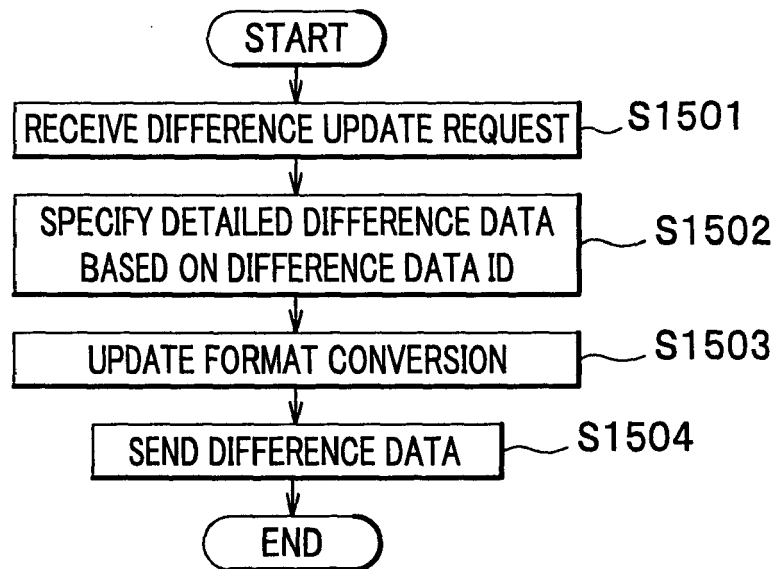 START
RECEIVE DIFFERENCE UPDATE REQUEST
S1501
SPECIFY DETAILED DIFFERENCE DATA
BASED ON DIFFERENCE DATA ID
S1502
UPDATE FORMAT CONVERSION
S1503
SEND DIFFERENCE DATA
S1504
END